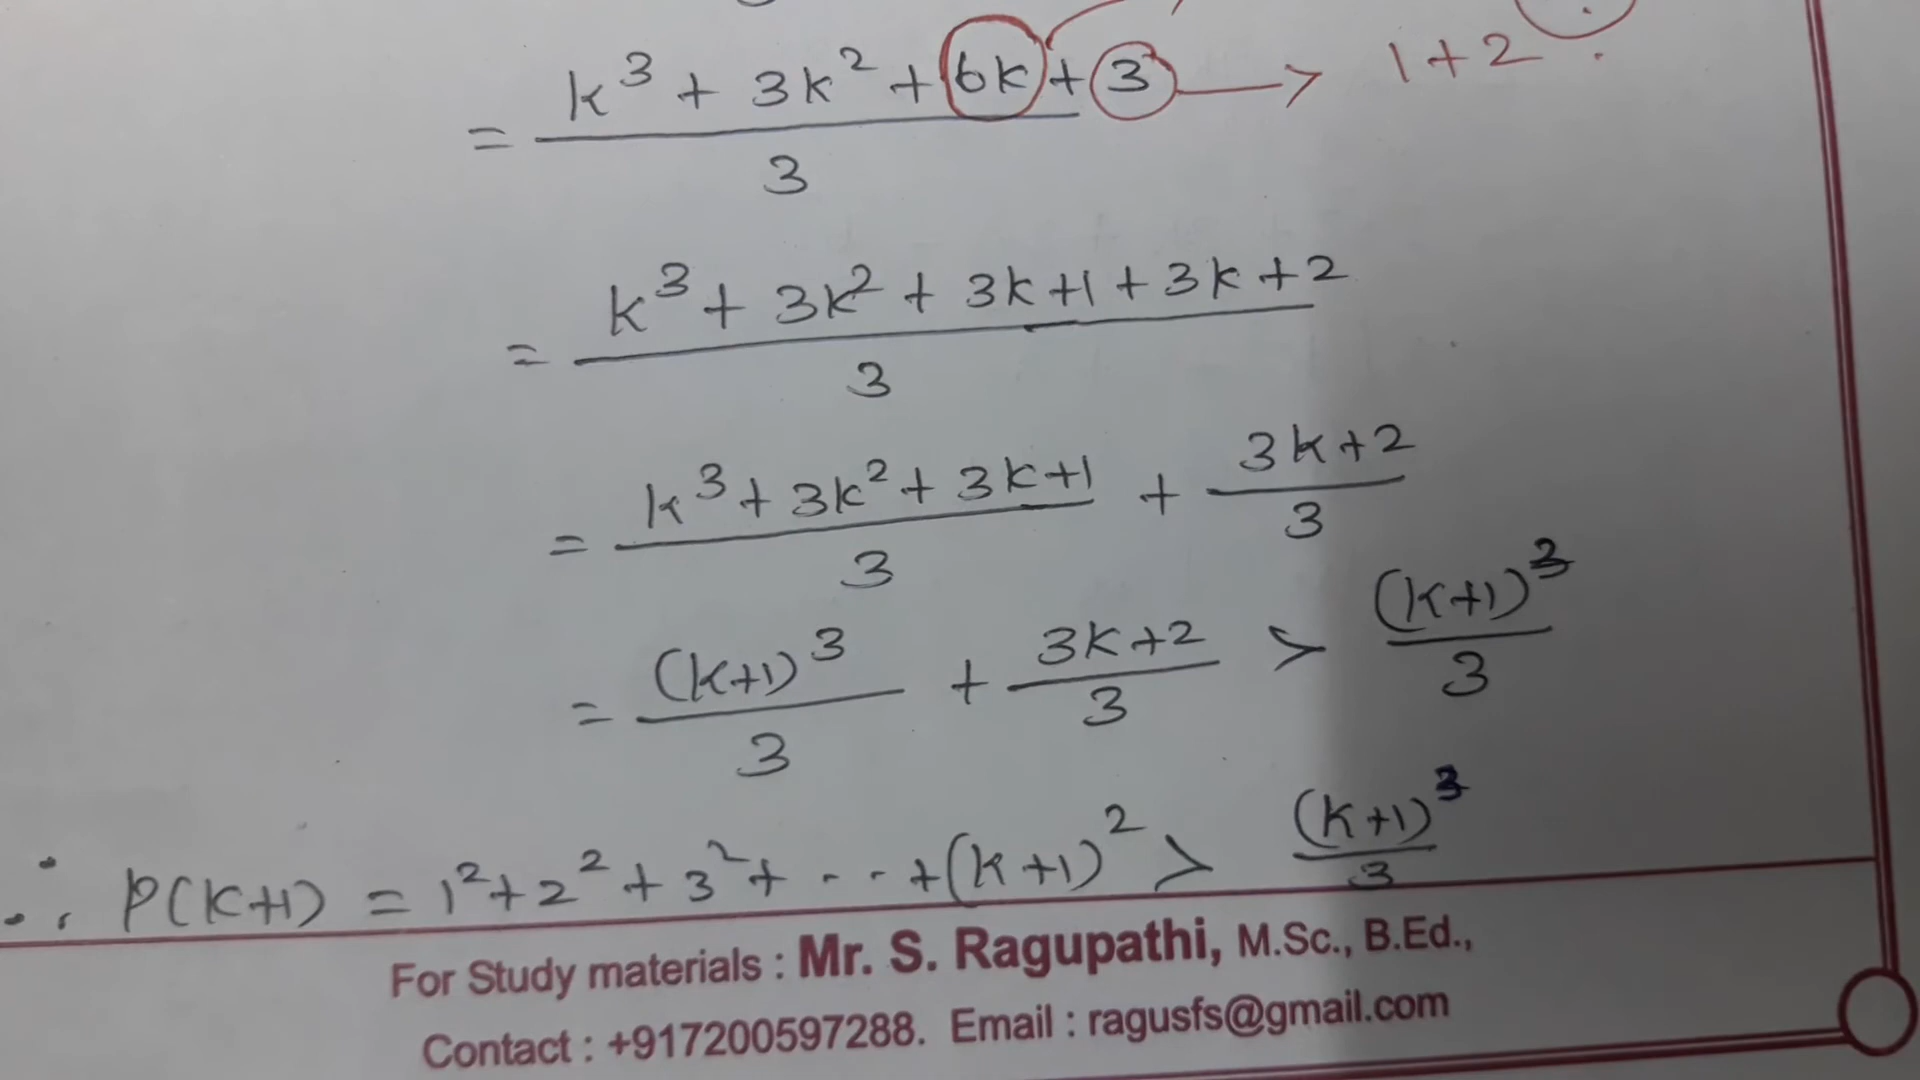 = (k³ + 3k² + 6k + 3)/3 → 1+2
= (k³ + 3k² + 3k+1 + 3k+2)/3
= (k³ + 3k² + 3k+1)/3 + (3k+2)/3
= (k+1)³/3 + (3k+2)/3 > (k+1)³/3
∴ P(k+1) = 1² + 2² + 3² + ... + (k+1)² > (k+1)³/3
For Study materials : Mr. S. Ragupathi, M.Sc., B.Ed.,
Contact : +917200597288. Email : ragusfs@gmail.com